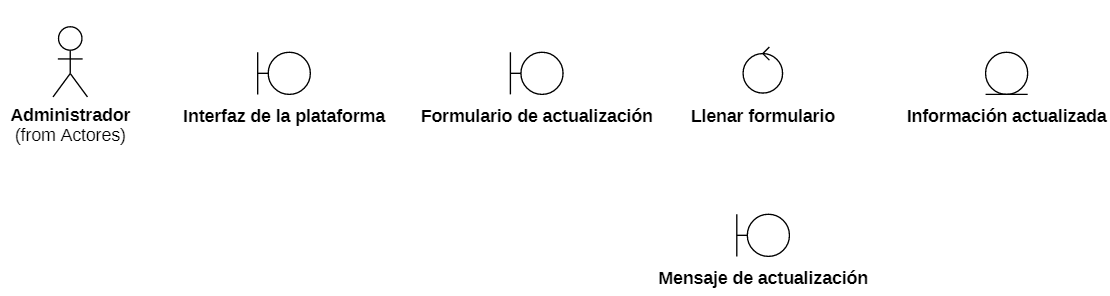 Administrador
(from Actores)
Interfaz de la plataforma
Formulario de actualización
Llenar formulario
Información actualizada
Mensaje de actualización